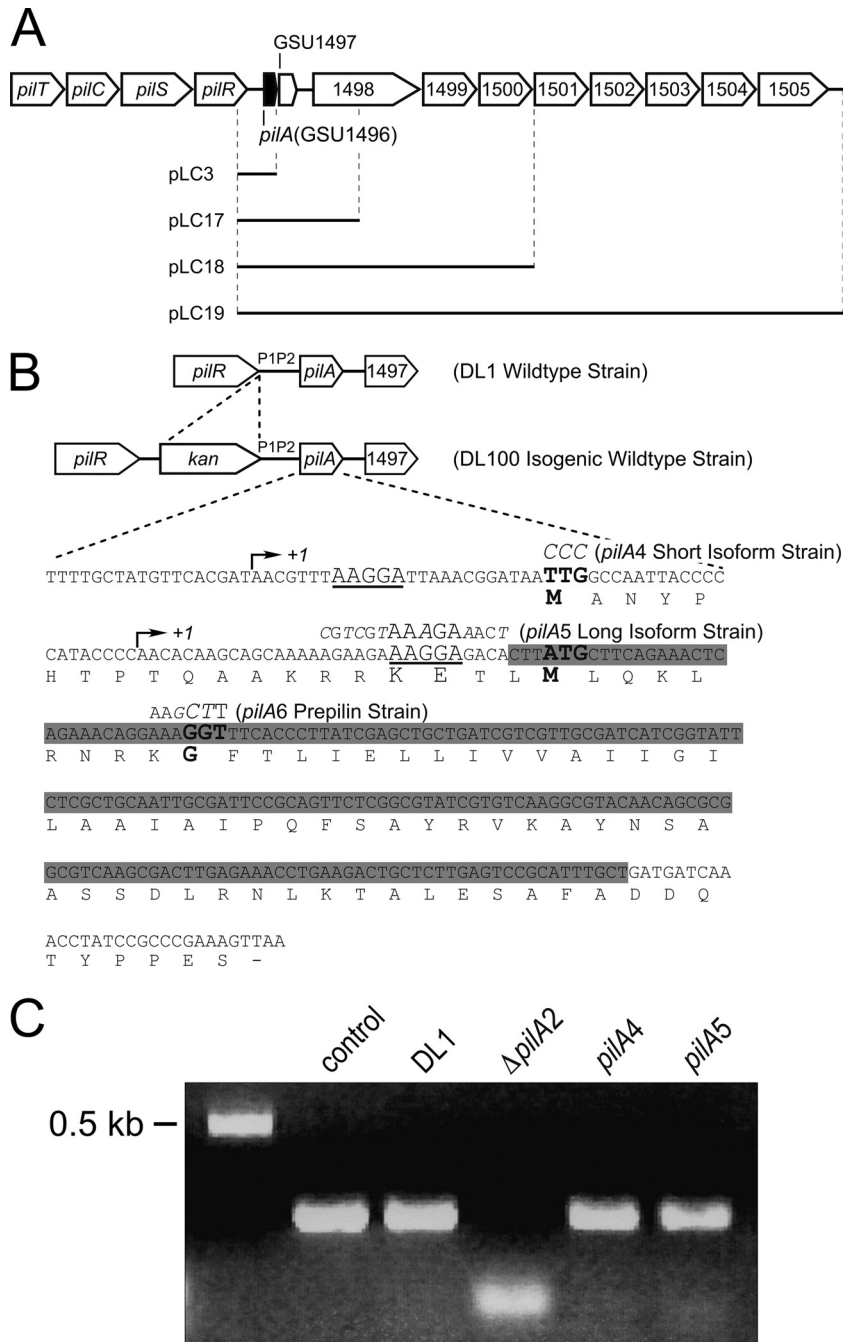 A
GSU1497
pilT pilC pilS pilR 1498 1499 1500 1501 1502 1503 1504 1505
pilA(GSU1496)
pLC3
pLC17
pLC18
pLC19
B
pilR P1P2 pilA 1497 (DL1 Wildtype Strain)
pilR kan P1P2 pilA 1497 (DL100 Isogenic Wildtype Strain)
+1 CCC (pilA4 Short Isoform Strain)
TTTTGCTATGTTCACGATAACGTTTAAGGATTAAACGGATAATTGGCCAATTACCCC
M A N Y P
+1 CGTCGTAAAGAAACT (pilA5 Long Isoform Strain)
CATACCCCAACACAAGCAGCAAAAAGAAGAAAGGAGACACTTATGCTTCAGAAACTC
H T P T Q A A K R R K E T L M L Q K L
AAGCTT (pilA6 Prepilin Strain)
AGAAACAGGAAAGGTTTCACCCTTATCGAGCTGCTGATCGTCGTTGCGATCATCGGTATT
R N R K G F T L I E L L I V V A I I G I
CTCGCTGCAATTGCGATTCCGCAGTTCTCGGCGTATCGTGTCAAGGCGTACAACAGCGCG
L A A I A I P Q F S A Y R V K A Y N S A
GCGTCAAGCGACTTGAGAAACCTGAAGACTGCTCTTGAGTCCGCATTTGCTGATGATCAA
A S S D L R N L K T A L E S A F A D D Q
ACCTATCCGCCCGAAAGTTAA
T Y P P E S -
C
control DL1 ΔpilA2 pilA4 pilA5
0.5 kb